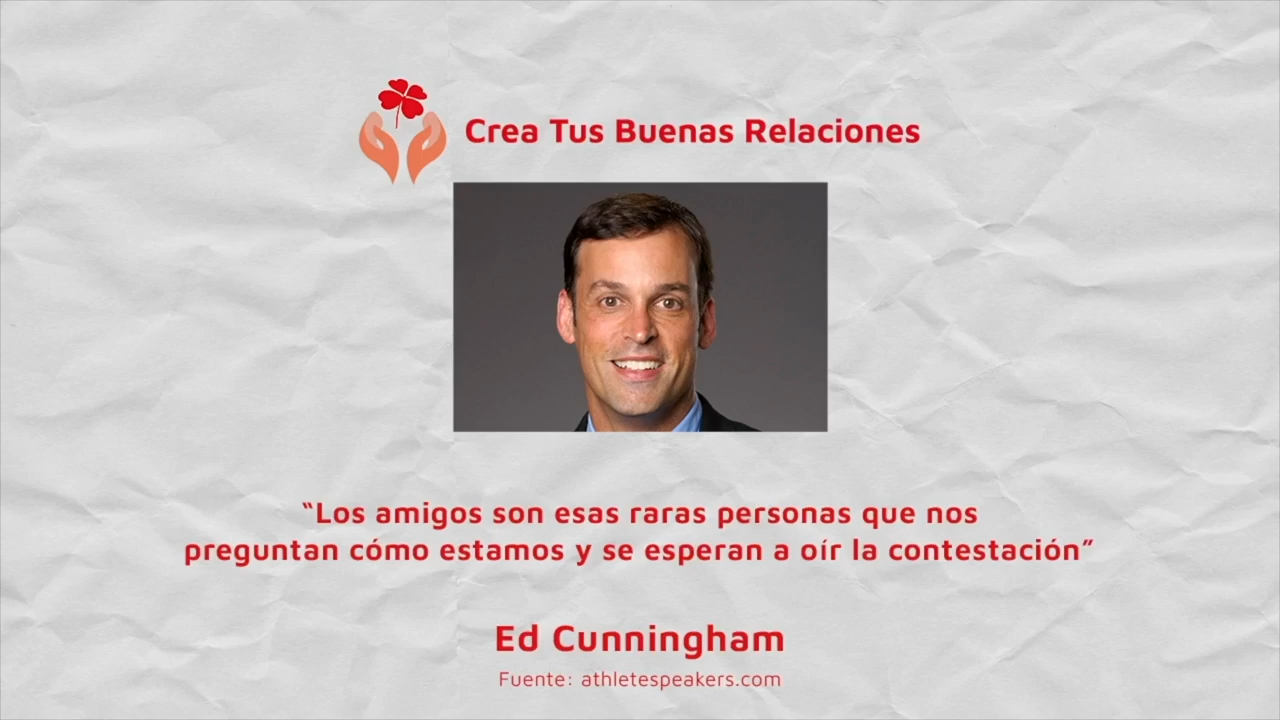 Crea Tus Buenas Relaciones
“Los amigos son esas raras personas que nos
preguntan cómo estamos y se esperan a oír la contestación”
Ed Cunningham
Fuente: athletespeakers.com